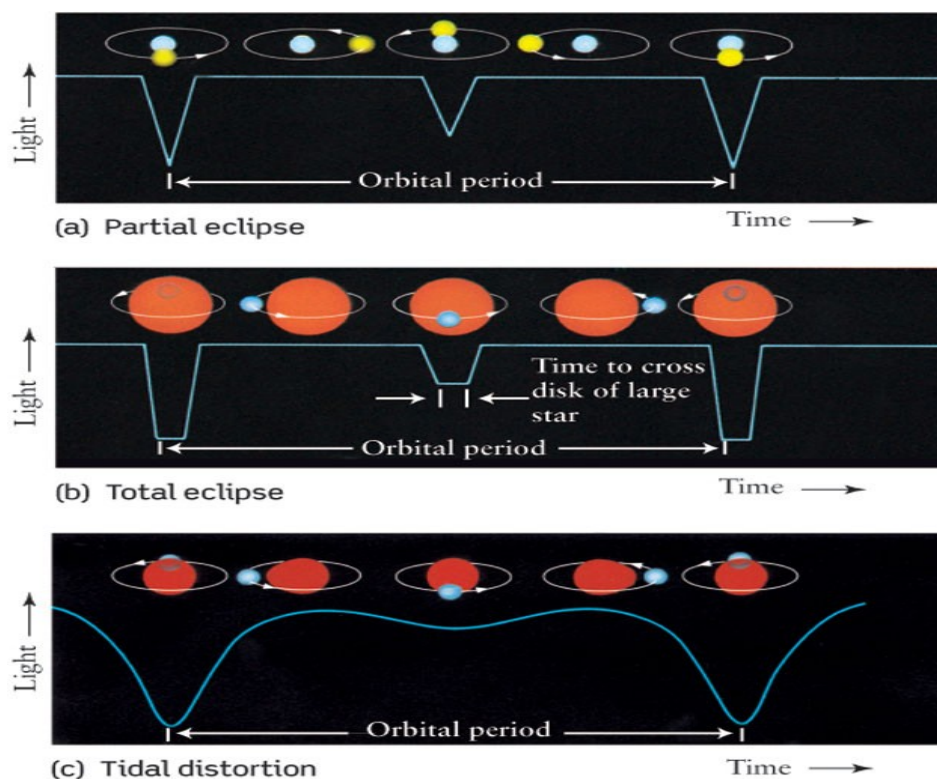 Light
Orbital period
(a) Partial eclipse
Time
Light
Time to cross
disk of large
star
Orbital period
(b) Total eclipse
Time
Light
Orbital period
(c) Tidal distortion
Time